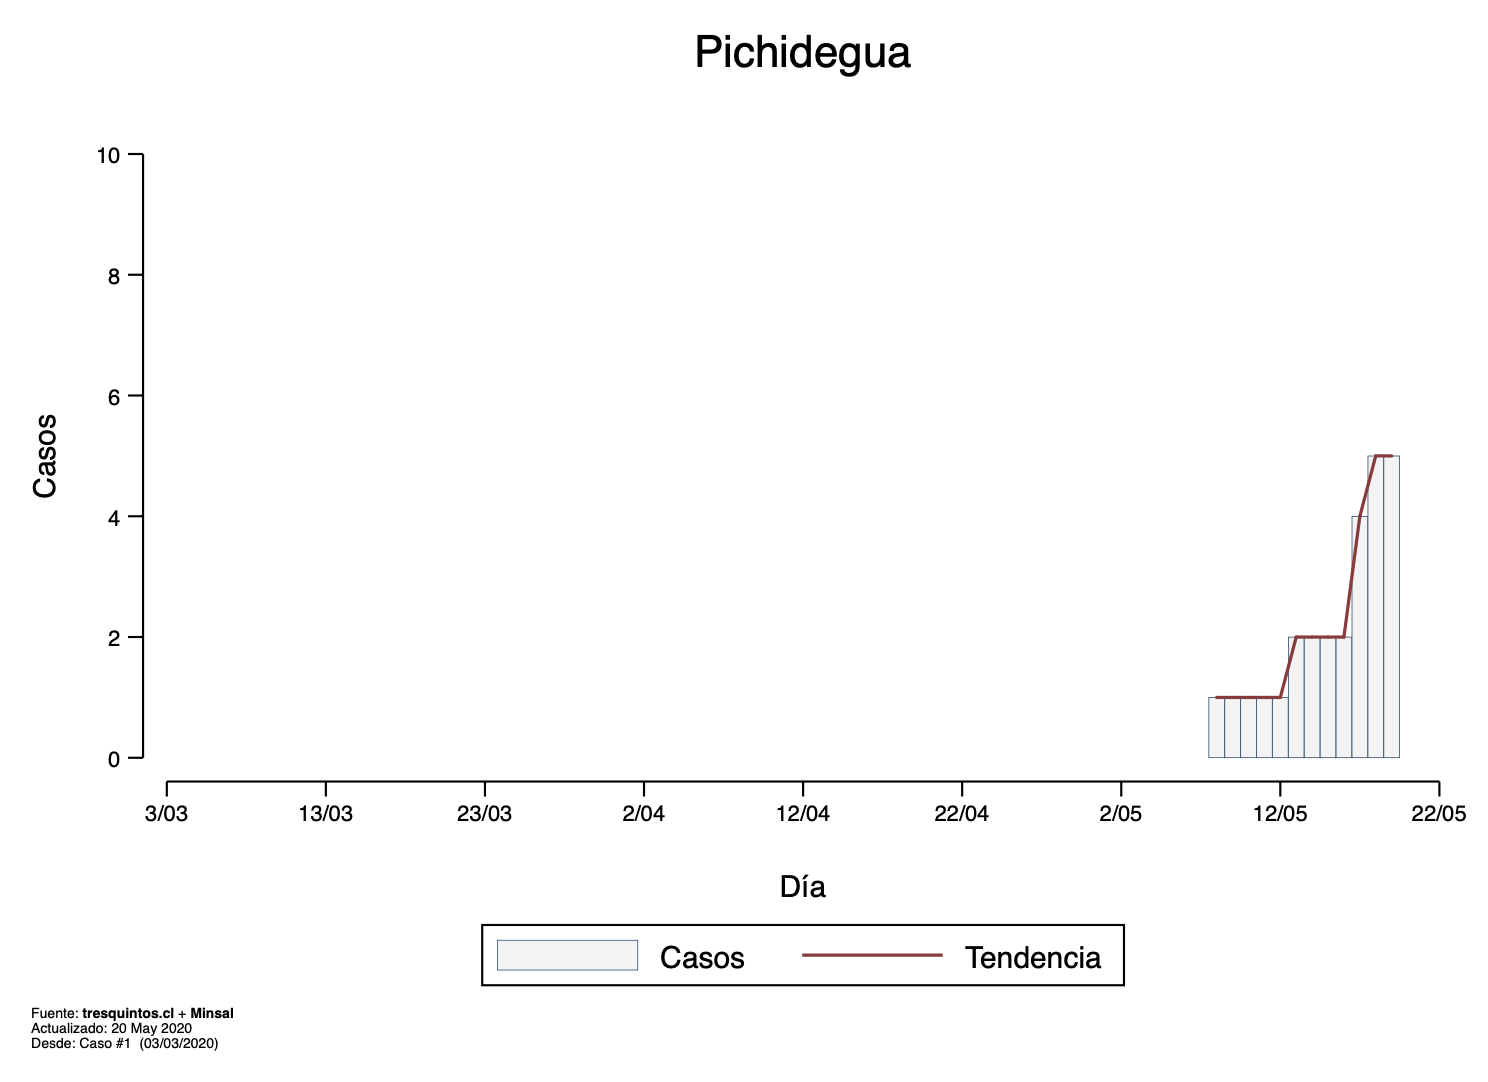 Pichidegua
10
8
6
4
2
0
Casos
3/03 13/03 23/03 2/04 12/04 22/04 2/05 12/05 22/05
Día
Casos Tendencia
Fuente: tresquintos.cl + Minsal
Actualizado: 20 May 2020
Desde: Caso #1 (03/03/2020)